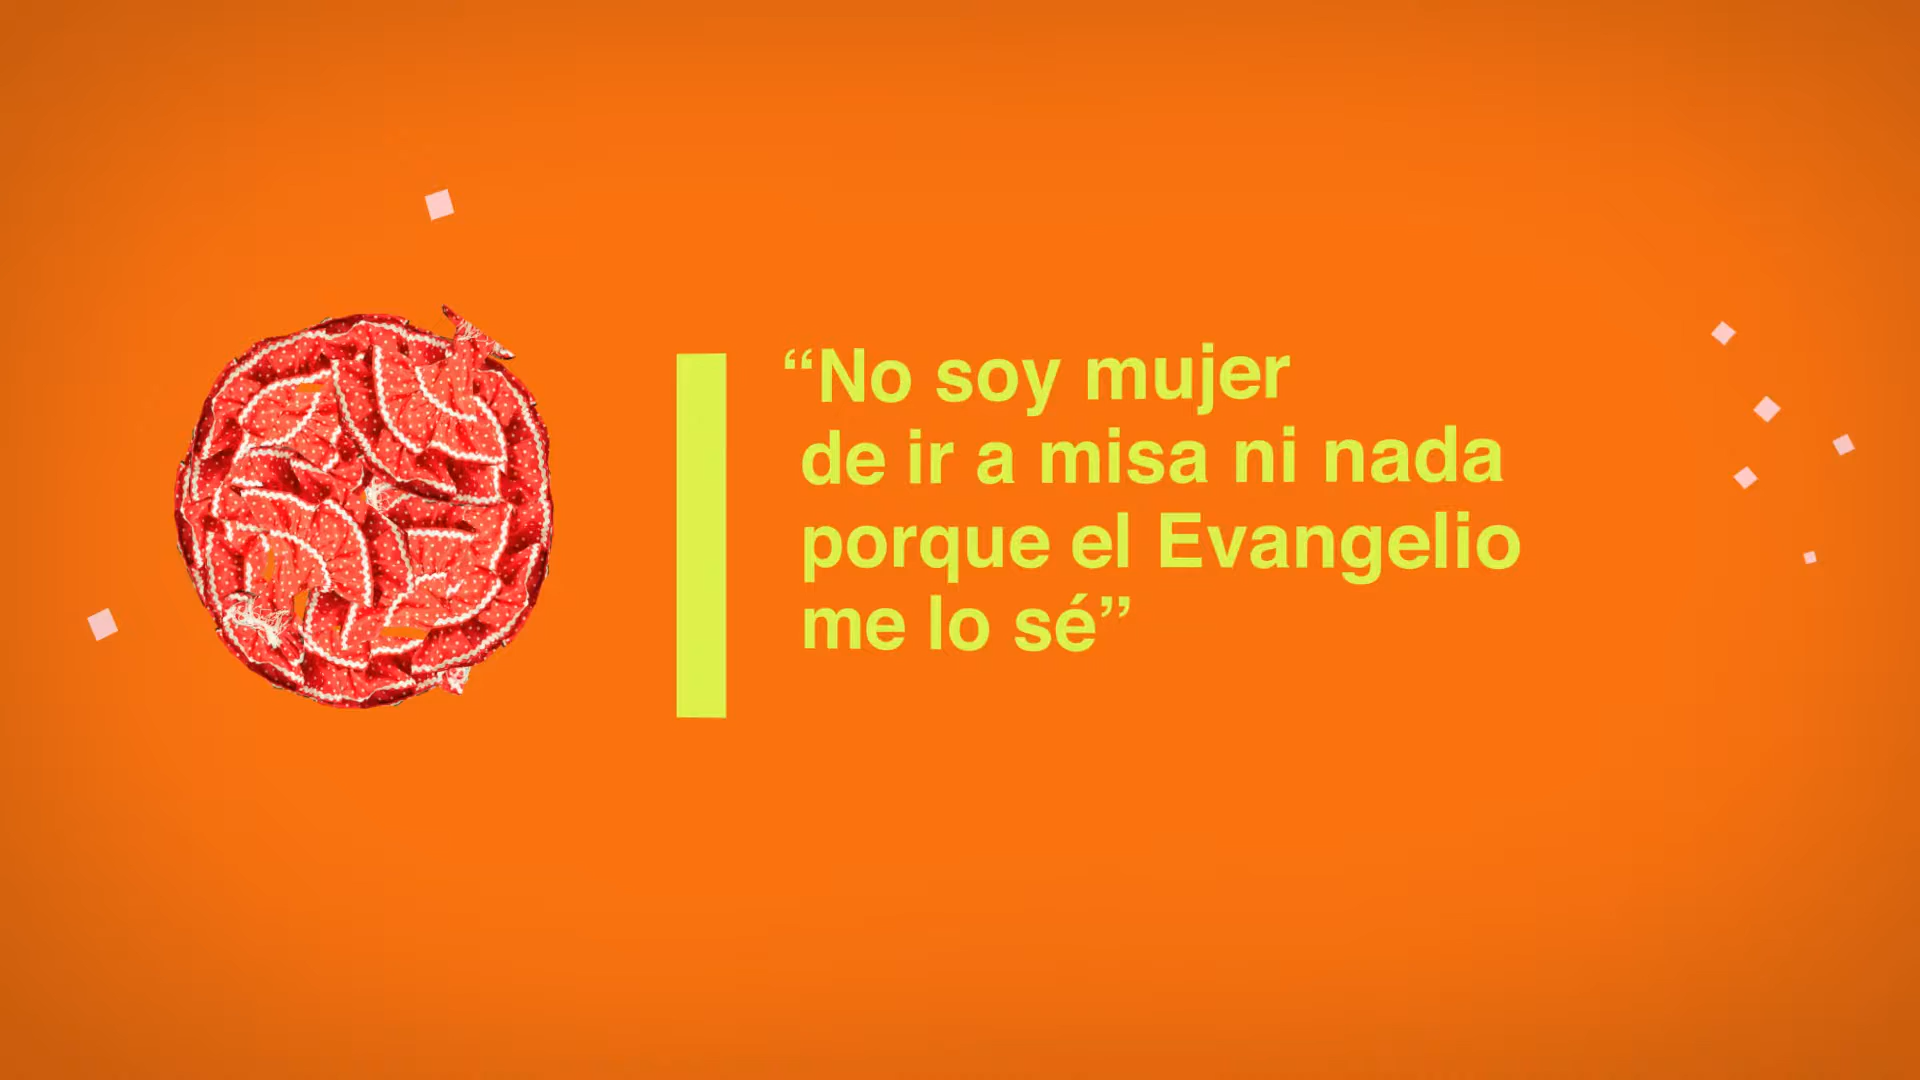 “No soy mujer
de ir a misa ni nada
porque el Evangelio
me lo sé”